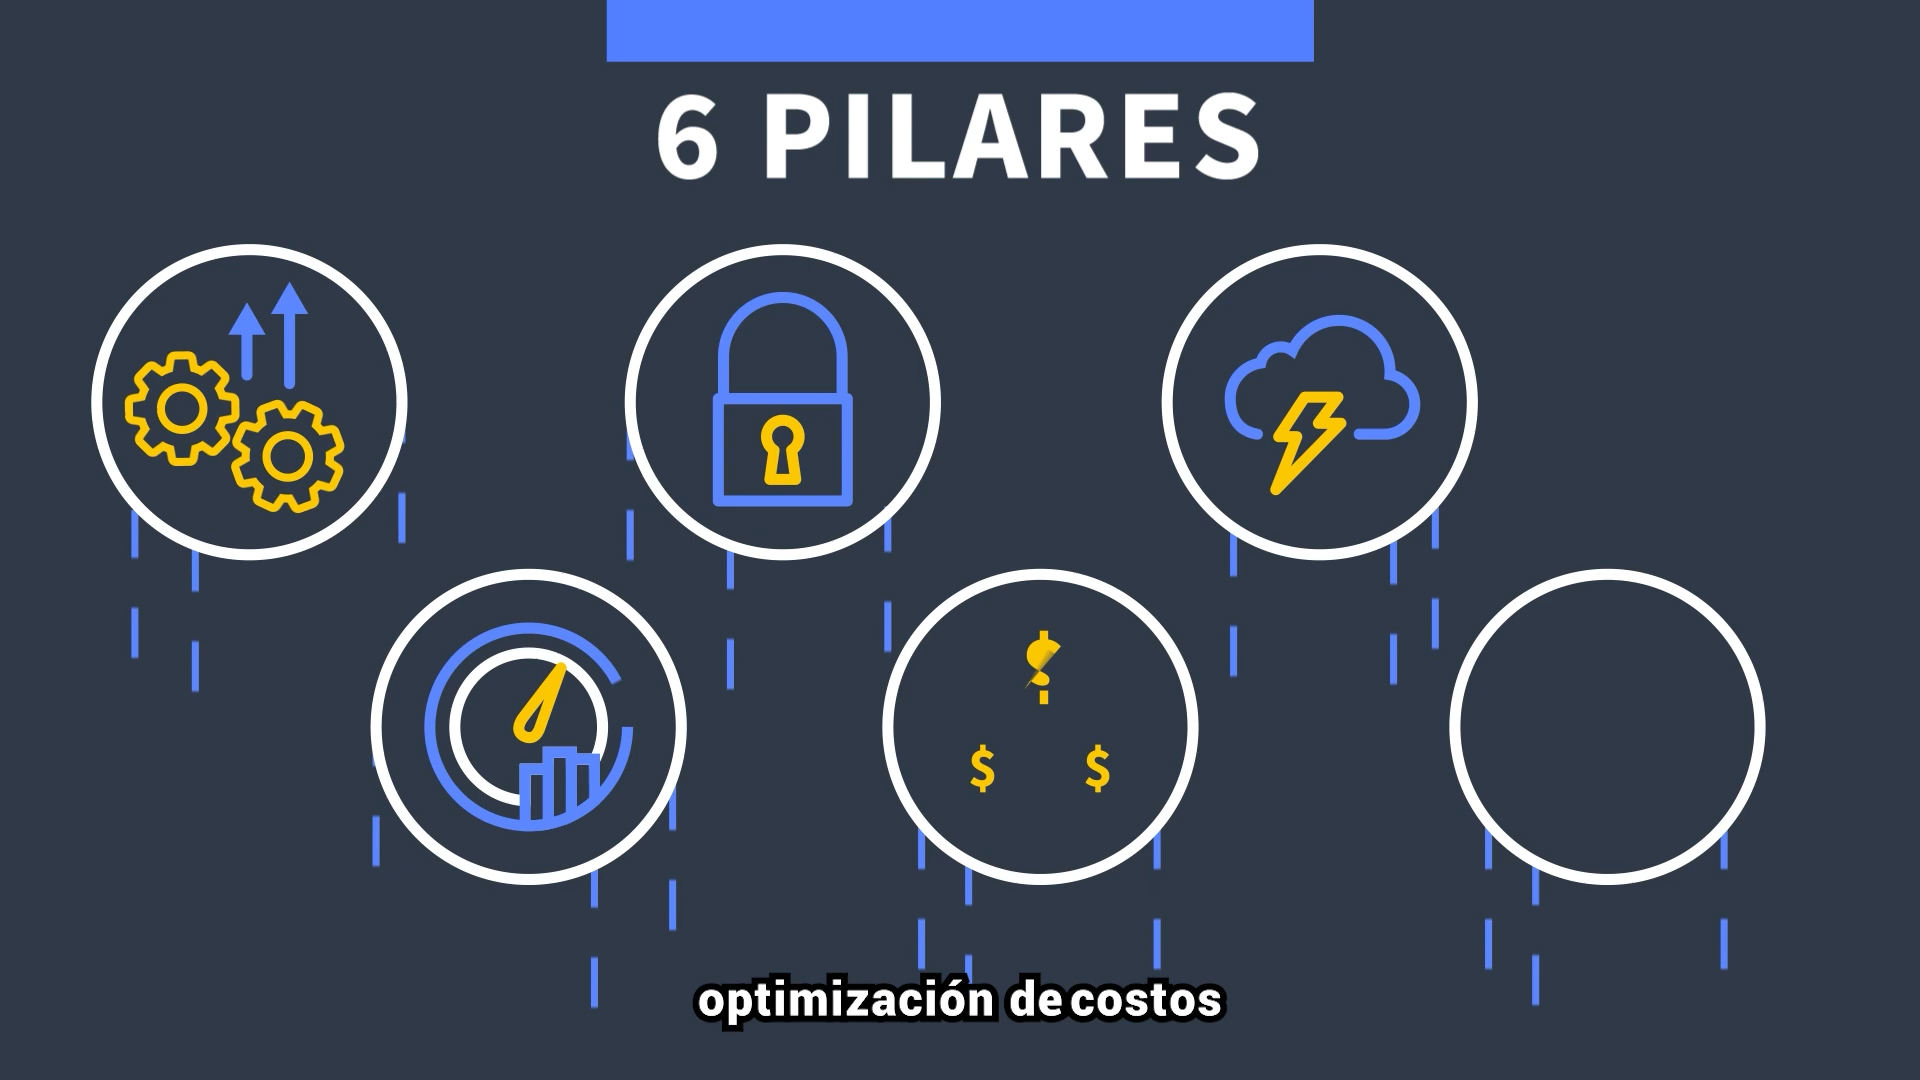 6 PILARES
$
$ $
optimización de costos